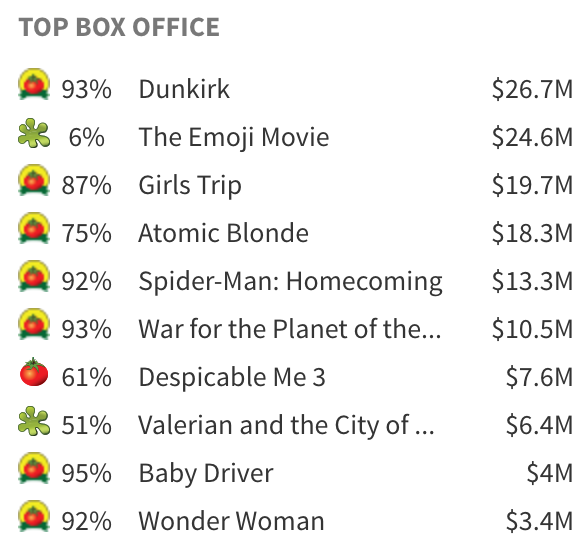 TOP BOX OFFICE
93% Dunkirk $26.7M
6% The Emoji Movie $24.6M
87% Girls Trip $19.7M
75% Atomic Blonde $18.3M
92% Spider-Man: Homecoming $13.3M
93% War for the Planet of the... $10.5M
61% Despicable Me 3 $7.6M
51% Valerian and the City of ... $6.4M
95% Baby Driver $4M
92% Wonder Woman $3.4M